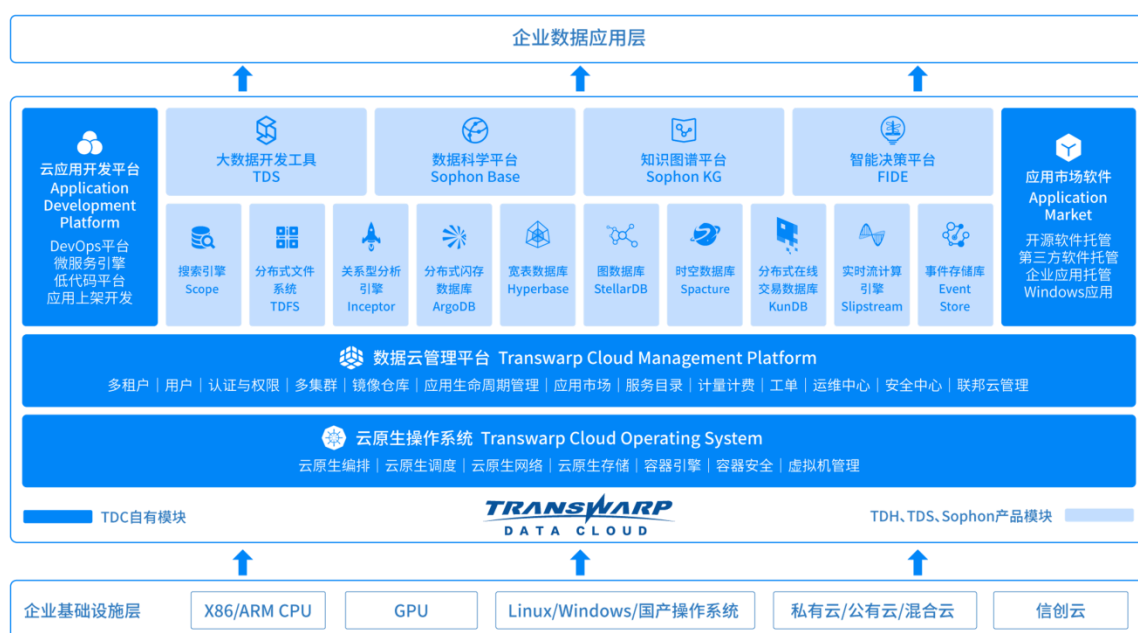 企业数据应用层
云应用开发平台
Application
Development
Platform
DevOps平台
微服务引擎
低代码平台
应用上架开发
大数据开发工具
TDS
数据科学平台
Sophon Base
知识图谱平台
Sophon KG
智能决策平台
FIDE
搜索引擎
Scope
分布式文件
系统
TDFS
关系型分析
引擎
Inceptor
分布式闪存
数据库
ArgoDB
宽表数据库
Hyperbase
图数据库
StellarDB
时空数据库
Spacture
分布式在线
交易数据库
KunDB
实时流计算
引擎
Slipstream
事件存储库
Event
Store
应用市场软件
Application
Market
开源软件托管
第三方软件托管
企业应用托管
Windows应用
数据云管理平台 Transwarp Cloud Management Platform
多租户|用户|认证与权限|多集群|镜像仓库|应用生命周期管理|应用市场|服务目录|计量计费|工单|运维中心|安全中心|联邦云管理
云原生操作系统 Transwarp Cloud Operating System
云原生编排|云原生调度|云原生网络|云原生存储|容器引擎|容器安全|虚拟机管理
TDC自有模块
TRANSWARP
DATA CLOUD
TDH、TDS、Sophon产品模块
企业基础设施层
X86/ARM CPU
GPU
Linux/Windows/国产操作系统
私有云/公有云/混合云
信创云